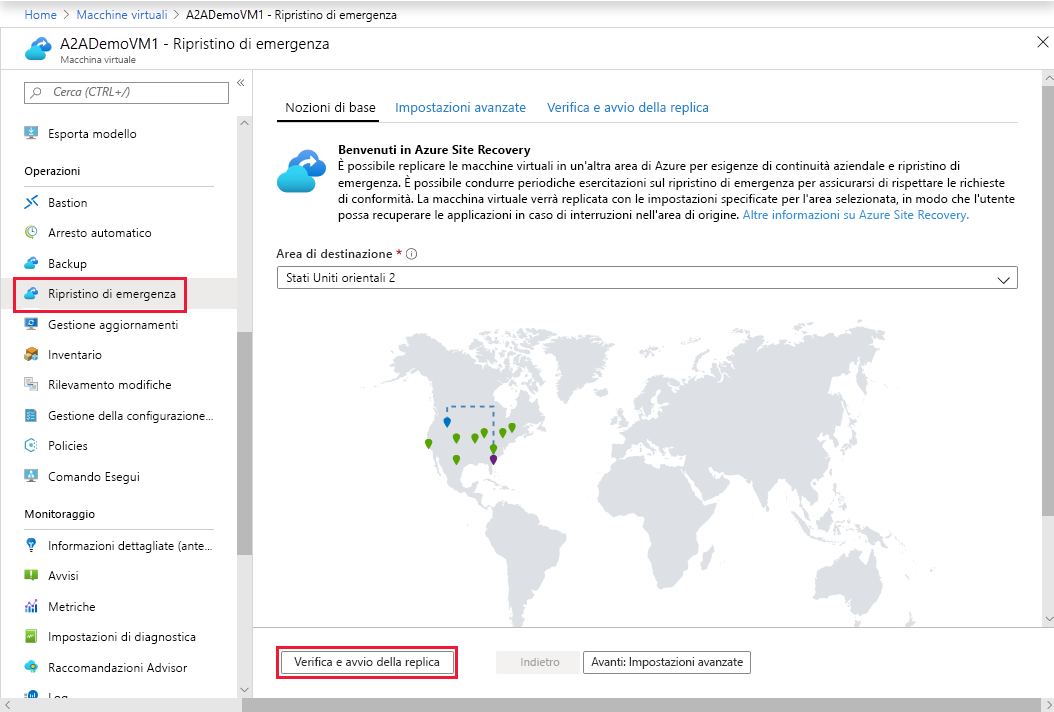 Home > Macchine virtuali > A2ADemoVM1 - Ripristino di emergenza
A2ADemoVM1 - Ripristino di emergenza
Macchina virtuale
Cerca (CTRL+/)
Esporta modello
Operazioni
Bastion
Arresto automatico
Backup
Ripristino di emergenza
Gestione aggiornamenti
Inventario
Rilevamento modifiche
Gestione della configurazione...
Policies
Comando Esegui
Monitoraggio
Informazioni dettagliate (ante...
Avvisi
Metriche
Impostazioni di diagnostica
Raccomandazioni Advisor
Log
Nozioni di base Impostazioni avanzate Verifica e avvio della replica
Benvenuti in Azure Site Recovery
È possibile replicare le macchine virtuali in un'altra area di Azure per esigenze di continuità aziendale e ripristino di
emergenza. È possibile condurre periodiche esercitazioni sul ripristino di emergenza per assicurarsi di rispettare le richieste
di conformità. La macchina virtuale verrà replicata con le impostazioni specificate per l'area selezionata, in modo che l'utente
possa recuperare le applicazioni in caso di interruzioni nell'area di origine. Altre informazioni su Azure Site Recovery.
Area di destinazione *
Stati Uniti orientali 2
Verifica e avvio della replica Indietro Avanti: Impostazioni avanzate